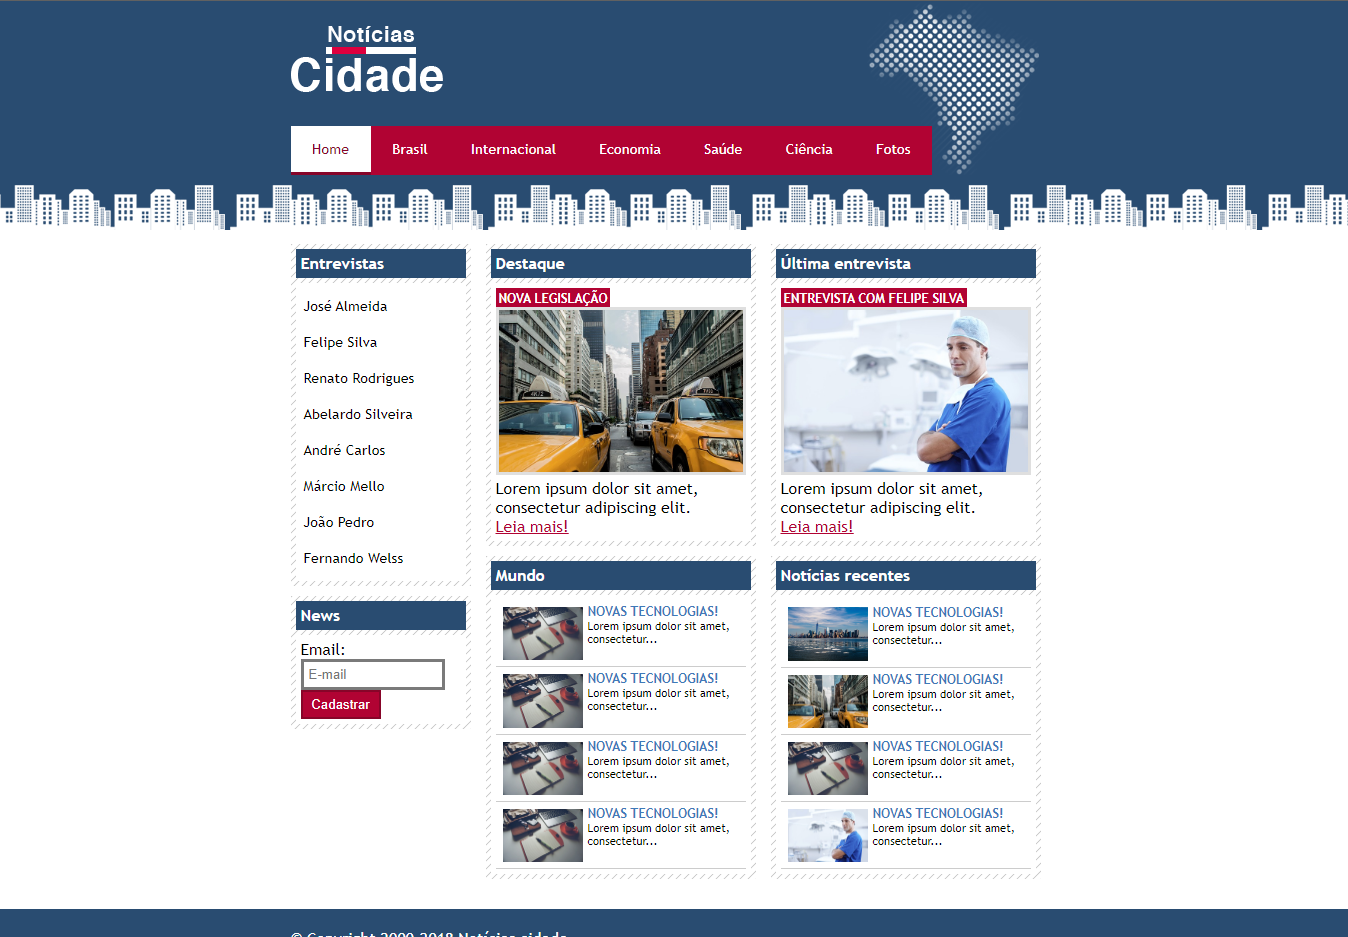 Notícias
Cidade
Home Brasil Internacional Economia Saúde Ciência Fotos
Entrevistas
José Almeida
Felipe Silva
Renato Rodrigues
Abelardo Silveira
André Carlos
Márcio Mello
João Pedro
Fernando Welss
News
Email:
E-mail
Cadastrar
Destaque
NOVA LEGISLAÇÃO
Lorem ipsum dolor sit amet,
consectetur adipiscing elit.
Leia mais!
Última entrevista
ENTREVISTA COM FELIPE SILVA
Lorem ipsum dolor sit amet,
consectetur adipiscing elit.
Leia mais!
Mundo
NOVAS TECNOLOGIAS!
Lorem ipsum dolor sit amet,
consectetur...
NOVAS TECNOLOGIAS!
Lorem ipsum dolor sit amet,
consectetur...
NOVAS TECNOLOGIAS!
Lorem ipsum dolor sit amet,
consectetur...
NOVAS TECNOLOGIAS!
Lorem ipsum dolor sit amet,
consectetur...
Notícias recentes
NOVAS TECNOLOGIAS!
Lorem ipsum dolor sit amet,
consectetur...
NOVAS TECNOLOGIAS!
Lorem ipsum dolor sit amet,
consectetur...
NOVAS TECNOLOGIAS!
Lorem ipsum dolor sit amet,
consectetur...
NOVAS TECNOLOGIAS!
Lorem ipsum dolor sit amet,
consectetur...
© Copyright 2000-2018 Notícias cidade